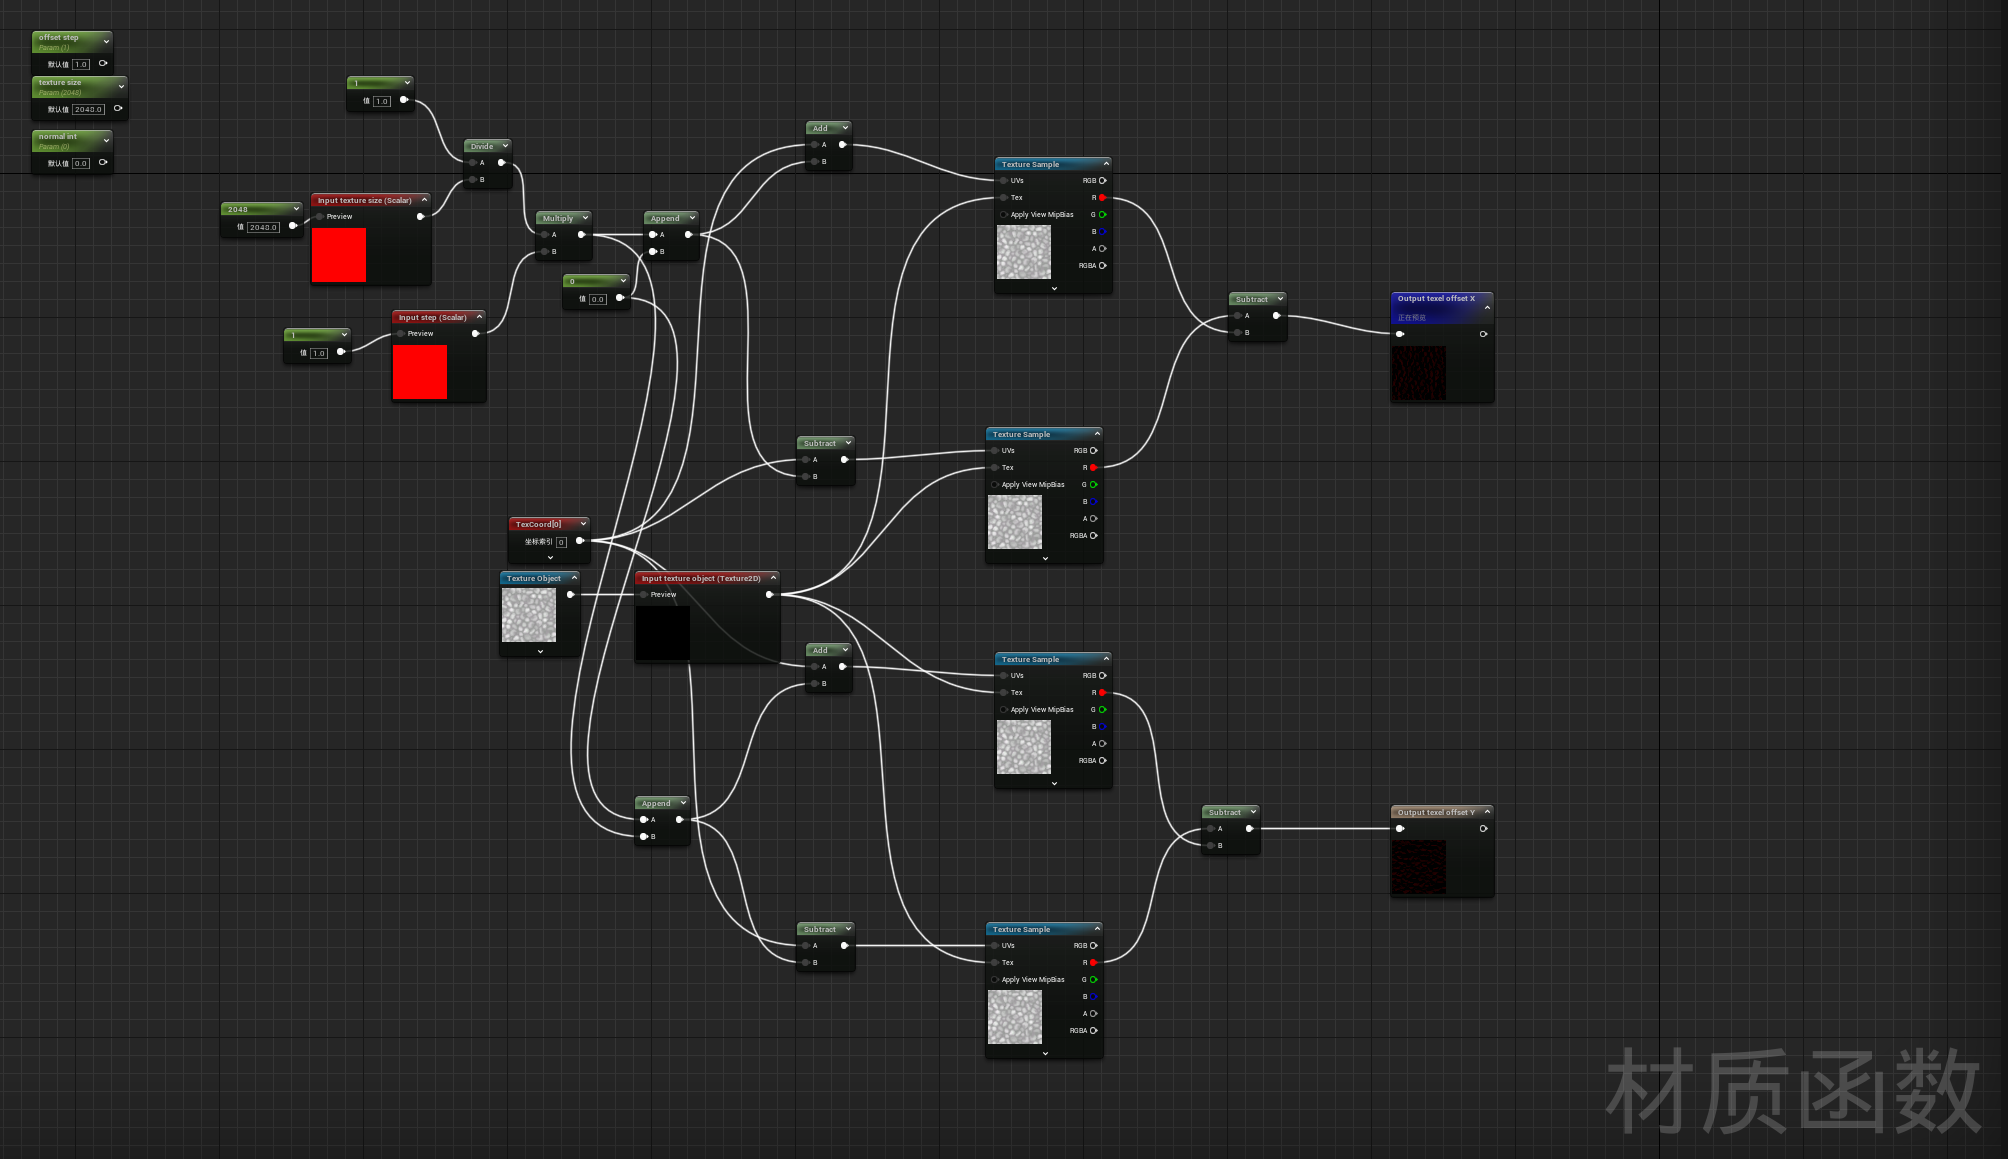 offset step
Param (1)
默认值 1.0
texture size
Param (2048)
默认值 2048.0
normal int
Param (0)
默认值 0.0
1
值 1.0
Divide
A
B
2048
值 2048.0
Input texture size (Scalar)
Preview
1
值 1.0
Input step (Scalar)
Preview
Multiply
A
B
Append
A
B
0
值 0.0
Add
A
B
Texture Sample
UVs RGB
Tex R
Apply View MipBias G
B
A
RGBA
Subtract
A
B
Output texel offset X
正在预览
Subtract
A
B
Texture Sample
UVs RGB
Tex R
Apply View MipBias G
B
A
RGBA
TexCoord[0]
坐标索引 0
Texture Object
Input texture object (Texture2D)
Preview
Add
A
B
Texture Sample
UVs RGB
Tex R
Apply View MipBias G
B
A
RGBA
Append
A
B
Subtract
A
B
Output texel offset Y
Subtract
A
B
Texture Sample
UVs RGB
Tex R
Apply View MipBias G
B
A
RGBA
材质函数